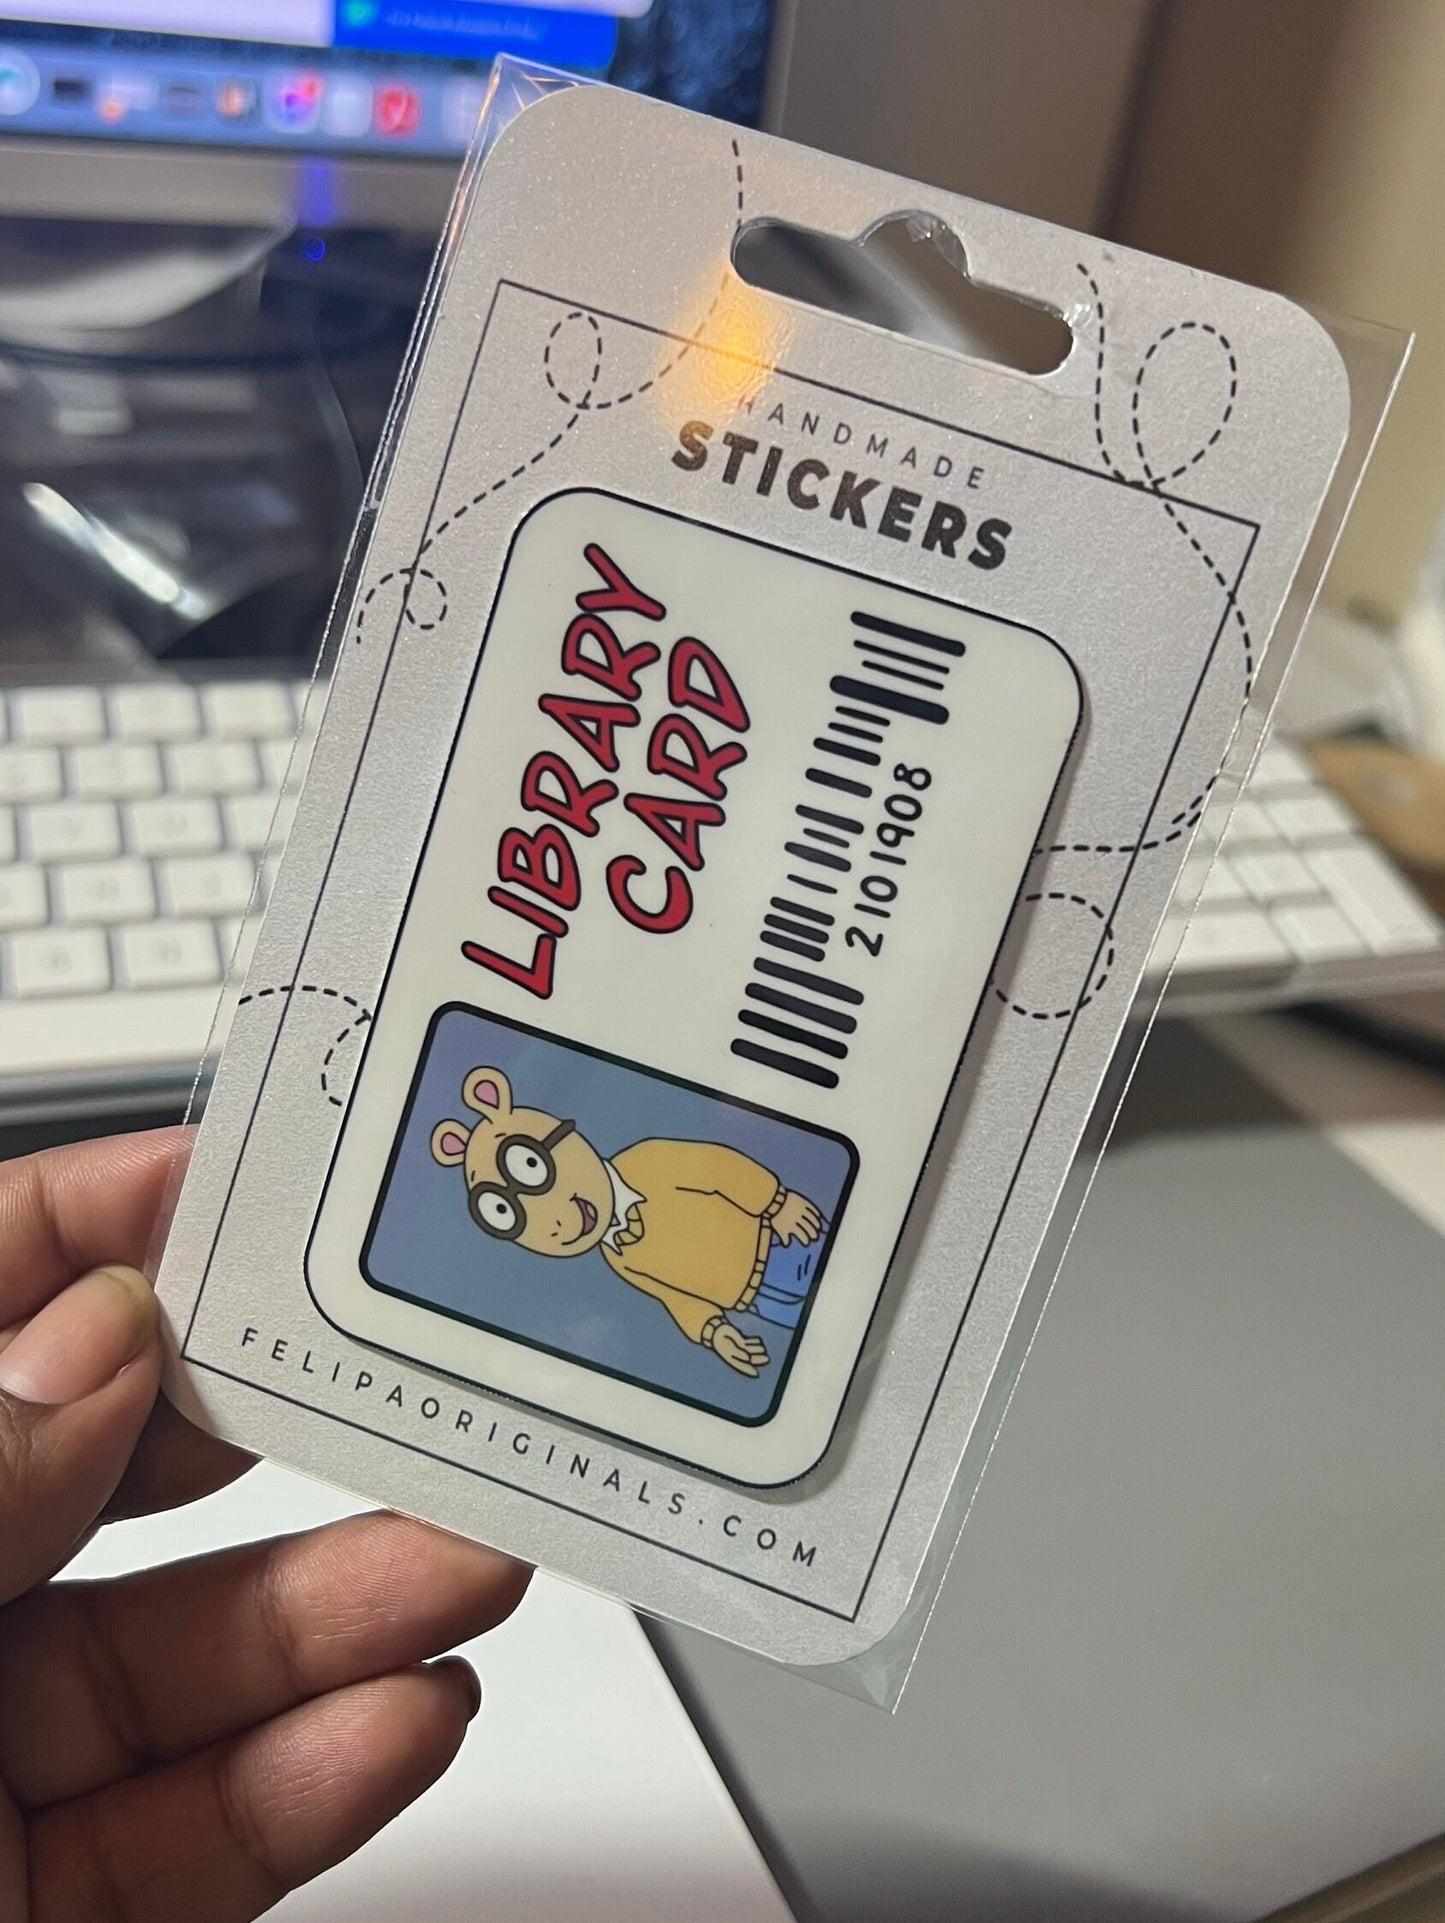 HANDMADE
STICKERS
LIBRARY
CARD
2101908
FELIPAORIGINALS.COM